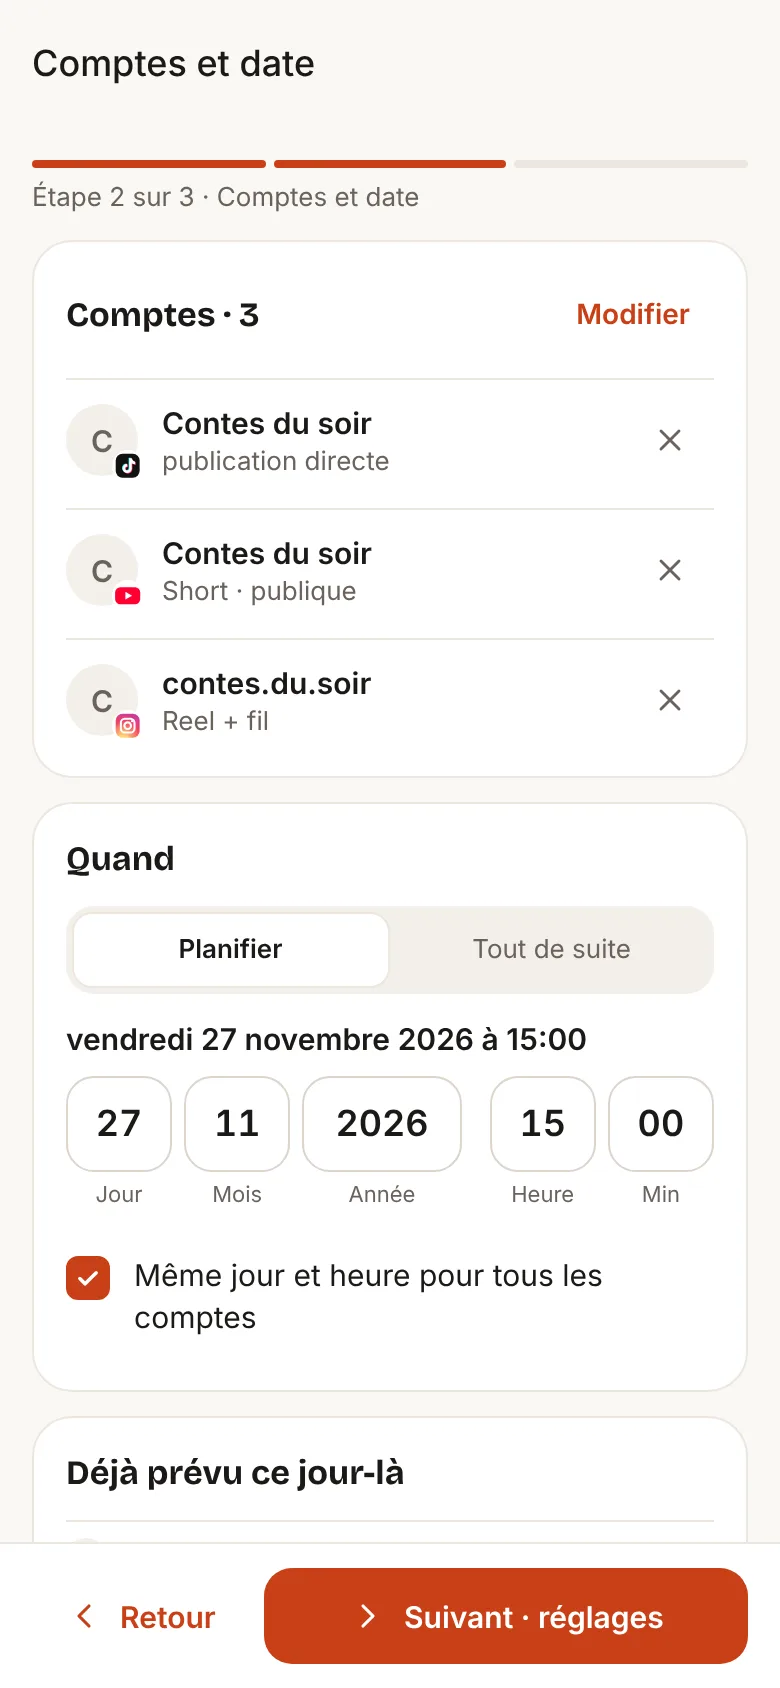 Comptes et date
Étape 2 sur 3 · Comptes et date
Comptes · 3
Modifier
C
Contes du soir
publication directe
C
Contes du soir
Short · publique
C
contes.du.soir
Reel + fil
Quand
Planifier
Tout de suite
vendredi 27 novembre 2026 à 15:00
27
11
2026
15
00
Jour
Mois
Année
Heure
Min
Même jour et heure pour tous les
comptes
Déjà prévu ce jour-là
Retour
Suivant · réglages